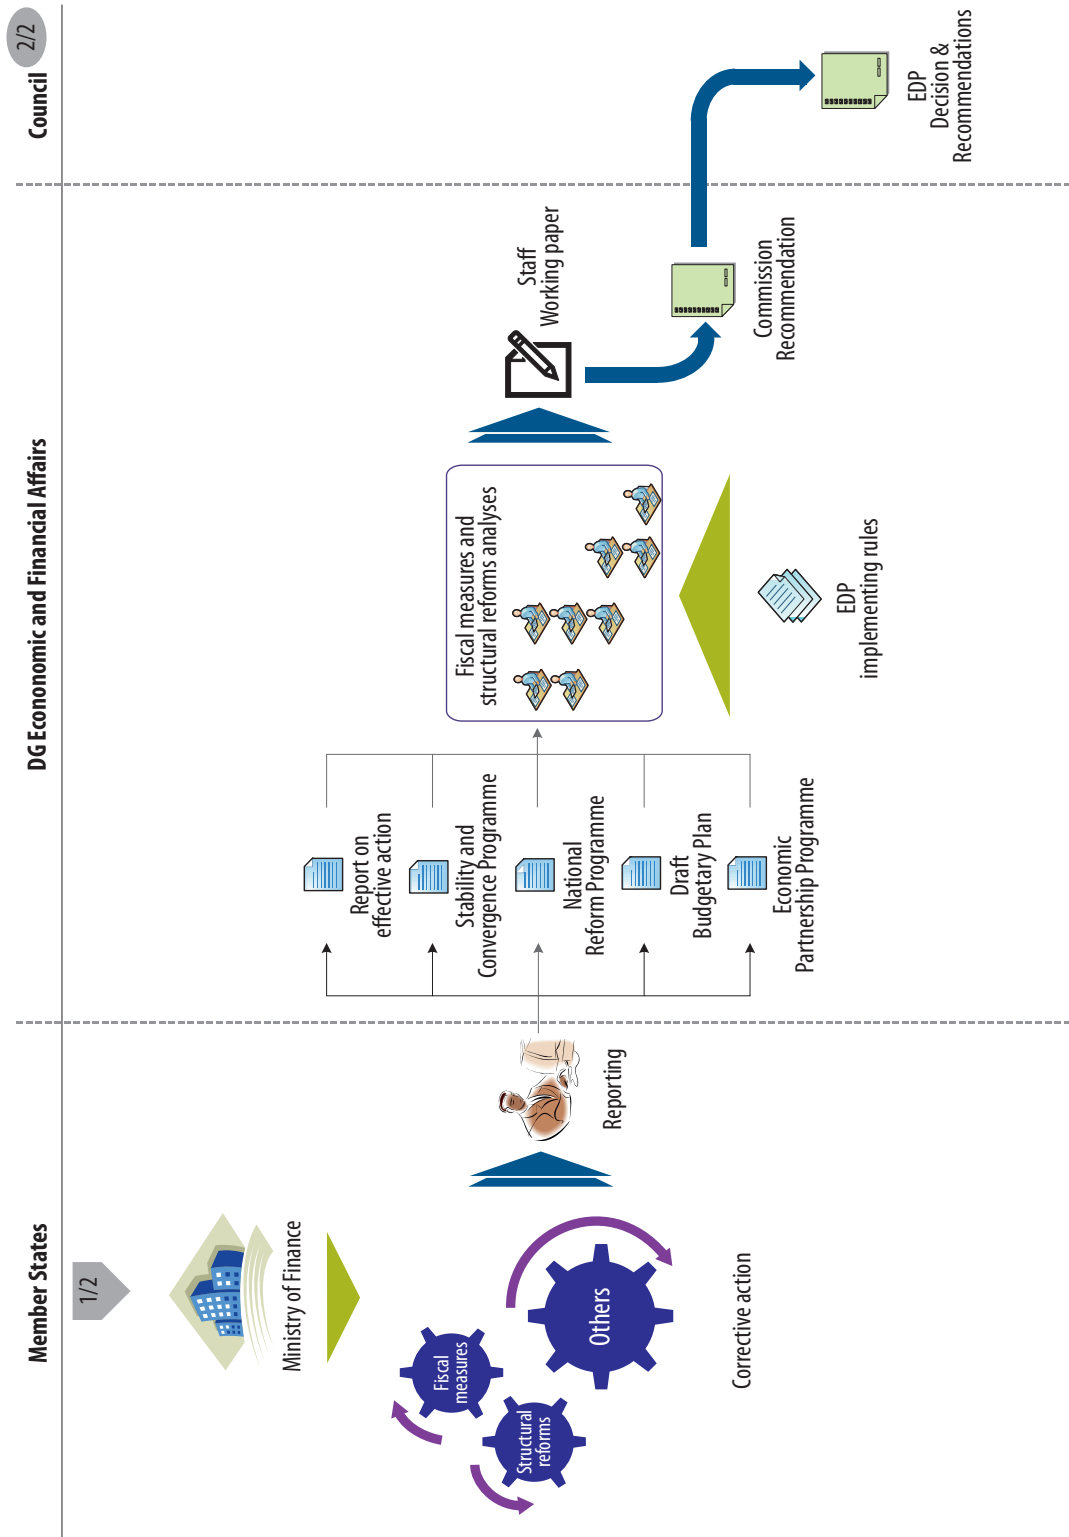 Member States
DG Econonomic and Financial Affairs
Council
2/2
1/2
Ministry of Finance
Fiscal
measures
Structural
reforms
Others
Corrective action
Reporting
Report on
effective action
Stability and
Convergence Programme
National
Reform Programme
Draft
Budgetary Plan
Economic
Partnership Programme
Fiscal measures and
structural reforms analyses
EDP
implementing rules
Staff
Working paper
Commission
Recommendation
EDP
Decision &
Recommendations